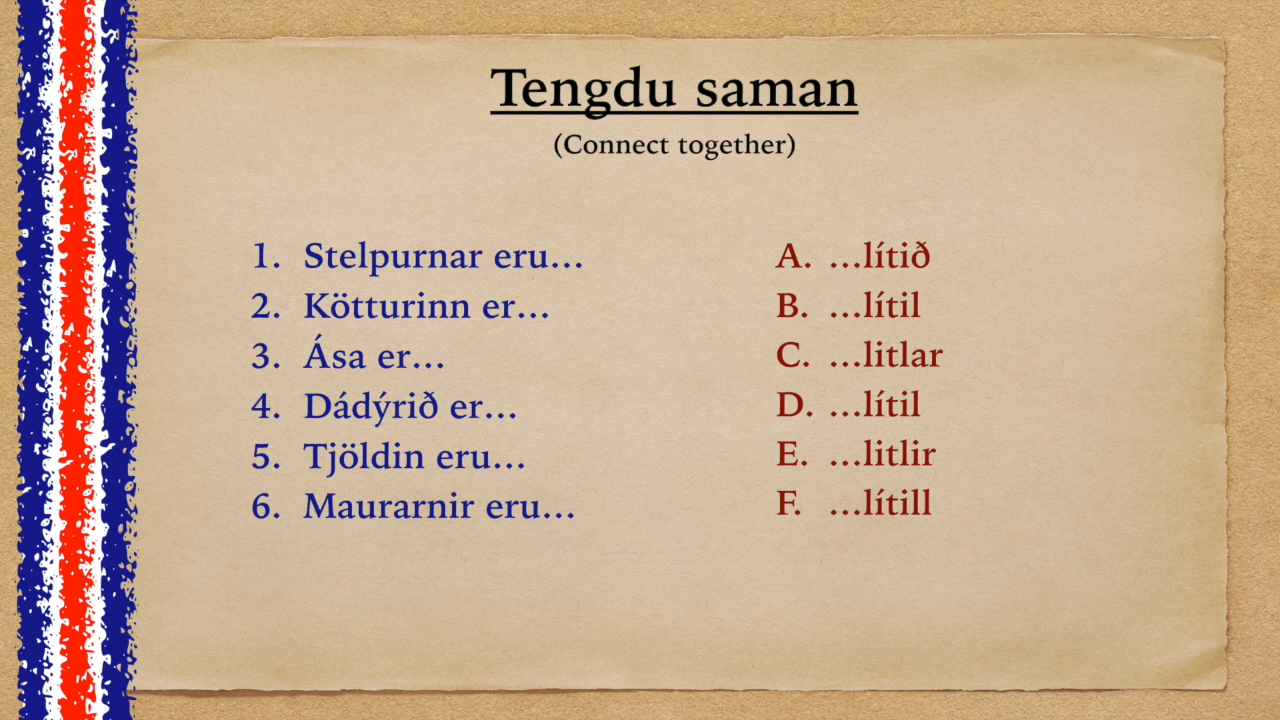 Tengdu saman
(Connect together)
1. Stelpurnar eru...
2. Kötturinn er...
3. Ása er...
4. Dádýrið er...
5. Tjöldin eru...
6. Maurarnir eru...
A. ...lítið
B. ...lítil
C. ...litlar
D. ...lítil
E. ...litlir
F. ...lítill